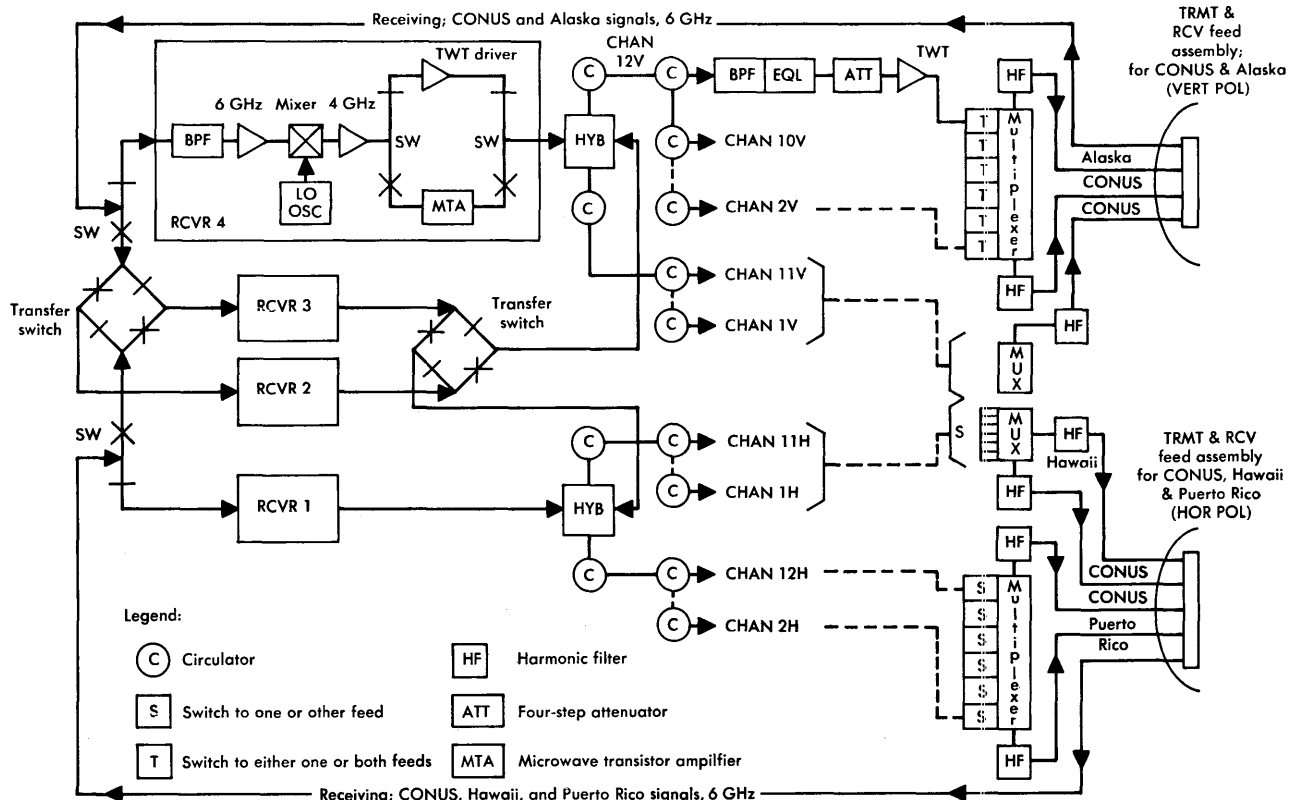 Receiving; CONUS and Alaska signals, 6 GHz
TRMT &
RCV feed
assembly;
for CONUS & Alaska
(VERT POL)
CHAN
12V
TWT driver
TWT
6 GHz Mixer 4 GHz
BPF
LO
OSC
SW
SW
MTA
RCVR 4
HYB
C
C
C
C
C
BPF EQL
ATT
CHAN 10V
CHAN 2V
HF
T
T
T
T
T
T
Multiplexer
HF
Alaska
CONUS
CONUS
SW
Transfer
switch
RCVR 3
RCVR 2
Transfer
switch
C
C
CHAN 11V
CHAN 1V
HF
MUX
SW
RCVR 1
C
HYB
C
C
C
CHAN 11H
CHAN 1H
S
MUX
HF
Hawaii
HF
TRMT & RCV
feed assembly
for CONUS, Hawaii
& Puerto Rico
(HOR POL)
C
C
CHAN 12H
CHAN 2H
HF
S
S
S
S
S
S
Multiplexer
HF
CONUS
CONUS
Puerto
Rico
Legend:
C Circulator
S Switch to one or other feed
T Switch to either one or both feeds
HF Harmonic filter
ATT Four-step attenuator
MTA Microwave transistor ampilfier
Receiving; CONUS, Hawaii, and Puerto Rico signals, 6 GHz